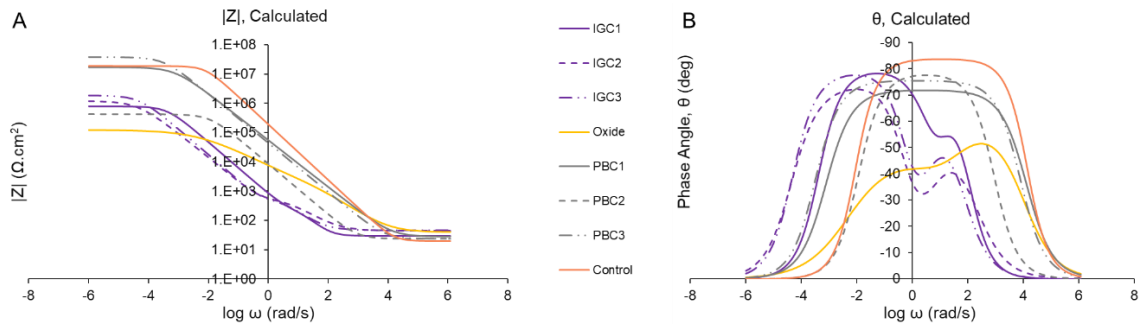 A
|Z|, Calculated
1.E+08
1.E+07
1.E+06
1.E+05
1.E+04
1.E+03
1.E+02
1.E+01
1.E+00
|Z| (Ω.cm²)
-8 -6 -4 -2 0 2 4 6 8
log ω (rad/s)
IGC1
IGC2
IGC3
Oxide
PBC1
PBC2
PBC3
Control
B
θ, Calculated
-90
-80
-70
-60
-50
-40
-30
-20
-10
0
Phase Angle, θ (deg)
-8 -6 -4 -2 0 2 4 6 8
log ω (rad/s)